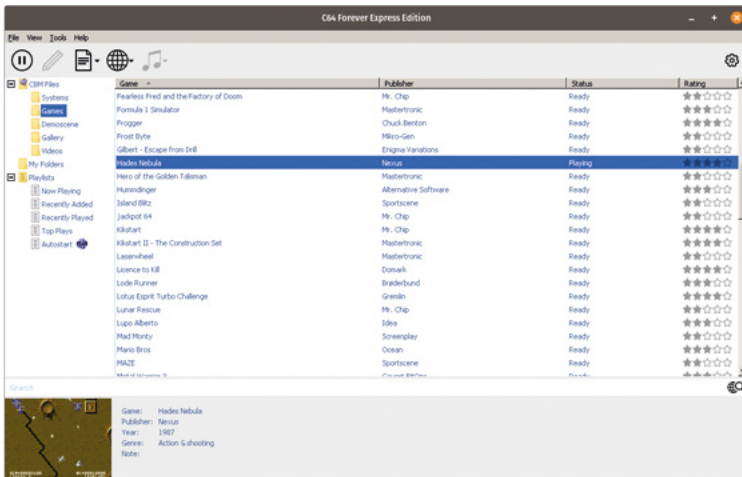 C64 Forever Express Edition
File View Tools Help
CBM Files
Systems
Games
Demoscene
Gallery
Videos
My Folders
Playlists
Now Playing
Recently Added
Recently Played
Top Plays
Autostart
Game Publisher Status Rating
Fearless Fred and the Factory of Doom Mr. Chip Ready
Formula 1 Simulator Mastertronic Ready
Frogger Chuck Benton Ready
Frost Byte Mikro-Gen Ready
Gilbert - Escape from Drill Enigma Variations Ready
Hades Nebula Nexus Playing
Hero of the Golden Talisman Mastertronic Ready
Hummdinger Alternative Software Ready
Island Blitz Sportscene Ready
Jackpot 64 Mr. Chip Ready
Kikstart Mr. Chip Ready
Kikstart II - The Construction Set Mastertronic Ready
Laserwheel Mastertronic Ready
Licence to Kill Domark Ready
Lode Runner Brøderbund Ready
Lotus Esprit Turbo Challenge Gremlin Ready
Lunar Rescue Mr. Chip Ready
Lupo Alberto Idea Ready
Mad Monty Screenplay Ready
Mario Bros Ocean Ready
MAZE Sportscene Ready
Search
Game: Hades Nebula
Publisher: Nexus
Year: 1987
Genre: Action & shooting
Note: